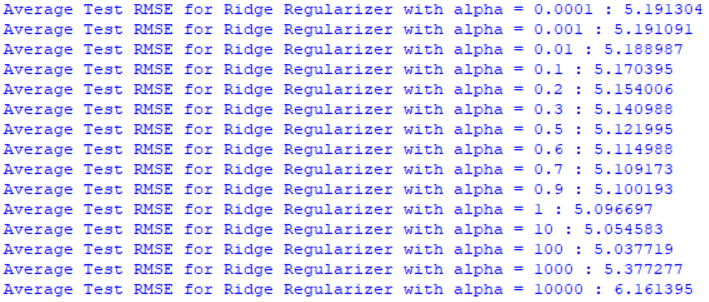 Average Test RMSE for Ridge Regularizer with alpha = 0.0001 : 5.191304
Average Test RMSE for Ridge Regularizer with alpha = 0.001 : 5.191091
Average Test RMSE for Ridge Regularizer with alpha = 0.01 : 5.188987
Average Test RMSE for Ridge Regularizer with alpha = 0.1 : 5.170395
Average Test RMSE for Ridge Regularizer with alpha = 0.2 : 5.154006
Average Test RMSE for Ridge Regularizer with alpha = 0.3 : 5.140988
Average Test RMSE for Ridge Regularizer with alpha = 0.5 : 5.121995
Average Test RMSE for Ridge Regularizer with alpha = 0.6 : 5.114988
Average Test RMSE for Ridge Regularizer with alpha = 0.7 : 5.109173
Average Test RMSE for Ridge Regularizer with alpha = 0.9 : 5.100193
Average Test RMSE for Ridge Regularizer with alpha = 1 : 5.096697
Average Test RMSE for Ridge Regularizer with alpha = 10 : 5.054583
Average Test RMSE for Ridge Regularizer with alpha = 100 : 5.037719
Average Test RMSE for Ridge Regularizer with alpha = 1000 : 5.377277
Average Test RMSE for Ridge Regularizer with alpha = 10000 : 6.161395